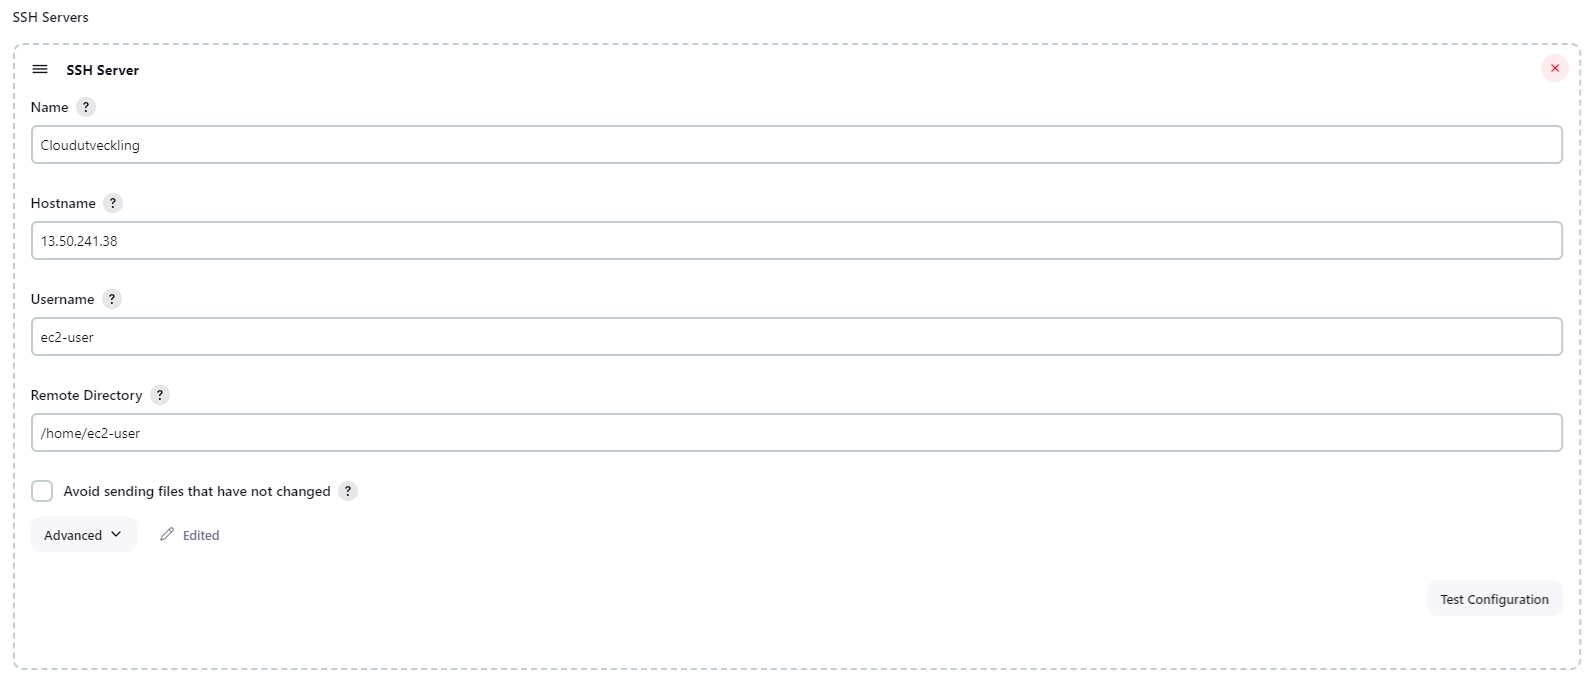 SSH Servers
SSH Server
Name ?
Cloudutveckling
Hostname ?
13.50.241.38
Username ?
ec2-user
Remote Directory ?
/home/ec2-user
Avoid sending files that have not changed ?
Advanced Edited
Test Configuration